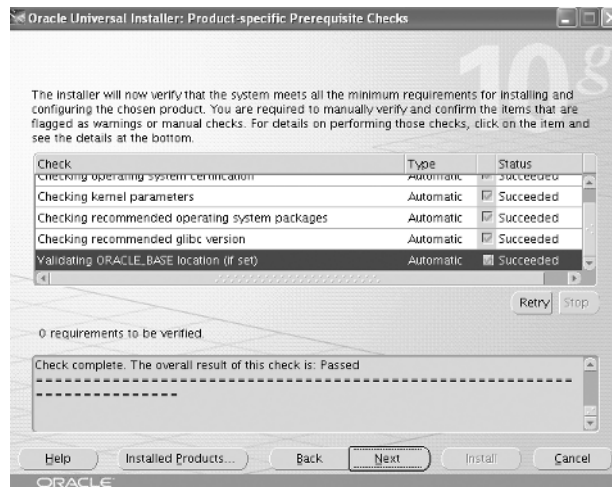 Oracle Universal Installer: Product-specific Prerequisite Checks
10g
The installer will now verify that the system meets all the minimum requirements for installing and
configuring the chosen product. You are required to manually verify and confirm the items that are
flagged as warnings or manual checks. For details on performing those checks, click on the item and
see the details at the bottom.
Check Type Status
Checking operating system certification Automatic Succeeded
Checking kernel parameters Automatic Succeeded
Checking recommended operating system packages Automatic Succeeded
Checking recommended glibc version Automatic Succeeded
Validating ORACLE_BASE location (if set) Automatic Succeeded
Retry Stop
0 requirements to be verified.
Check complete. The overall result of this check is: Passed
Help Installed Products... Back Next Install Cancel
ORACLE